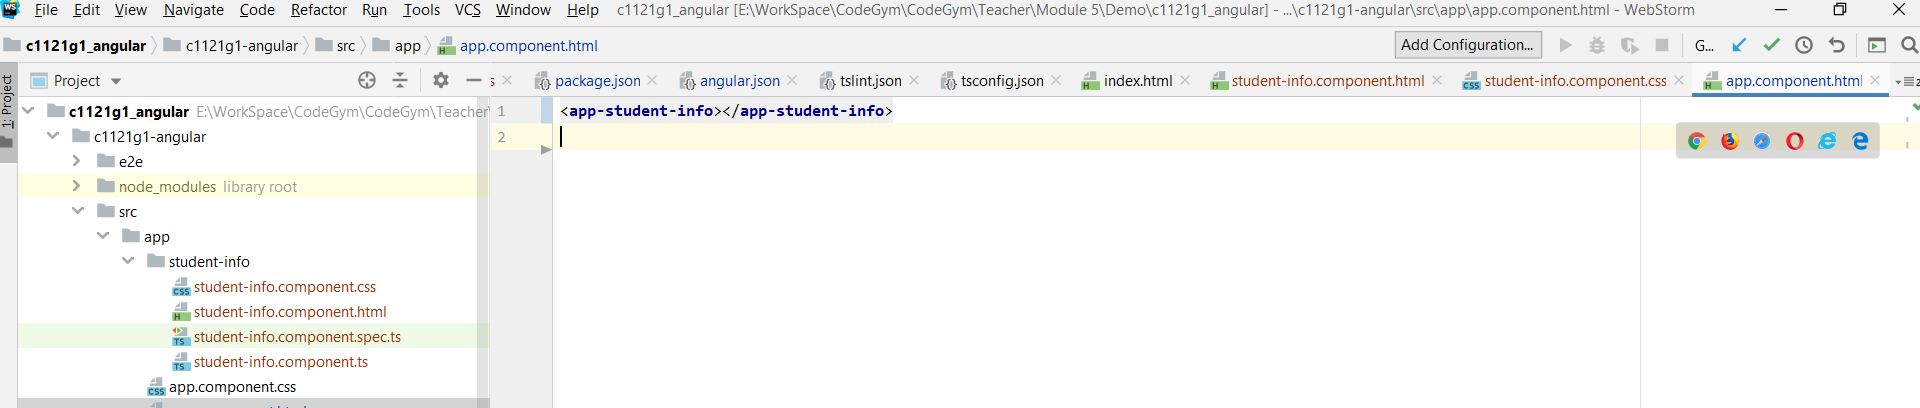 WS File Edit View Navigate Code Refactor Run Tools VCS Window Help c1121g1_angular [E:\WorkSpace\CodeGym\CodeGym\Teacher\Module 5\Demo\c1121g1_angular] - ...\c1121g1-angular\src\app\app.component.html - WebStorm
c1121g1_angular c1121g1-angular src app app.component.html Add Configuration... G...
Project s package.json angular.json tslint.json tsconfig.json index.html student-info.component.html student-info.component.css app.component.html
1: Project
c1121g1_angular E:\WorkSpace\CodeGym\CodeGym\Teacher
c1121g1-angular
e2e
node_modules library root
src
app
student-info
student-info.component.css
student-info.component.html
student-info.component.spec.ts
student-info.component.ts
app.component.css
1 <app-student-info></app-student-info>
2